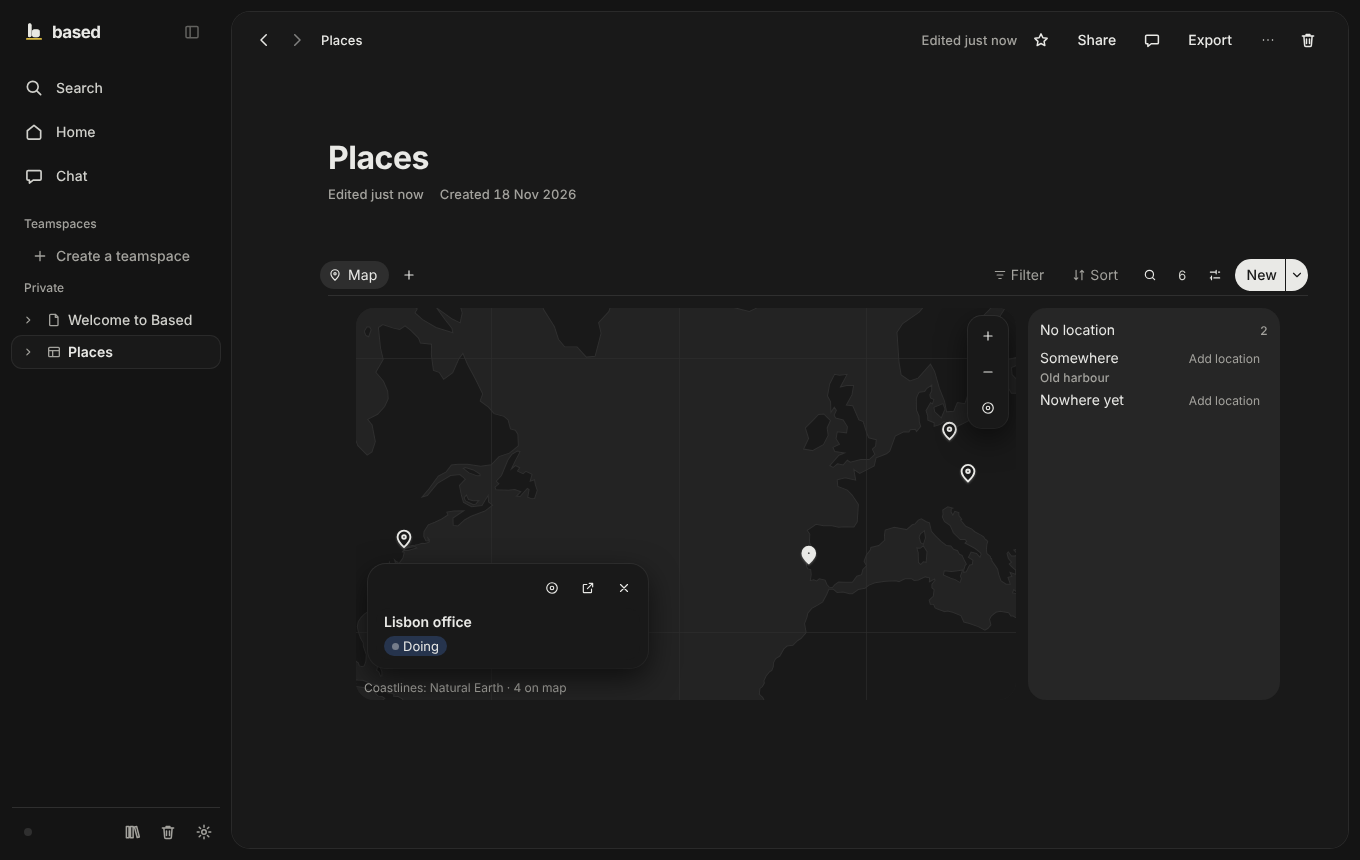 based
Search
Home
Chat
Teamspaces
Create a teamspace
Private
Welcome to Based
Places
Places
Edited just now
Share
Export
Places
Edited just now Created 18 Nov 2026
Map
Filter
Sort
6
New
No location 2
Somewhere Add location
Old harbour
Nowhere yet Add location
Lisbon office
Doing
Coastlines: Natural Earth · 4 on map